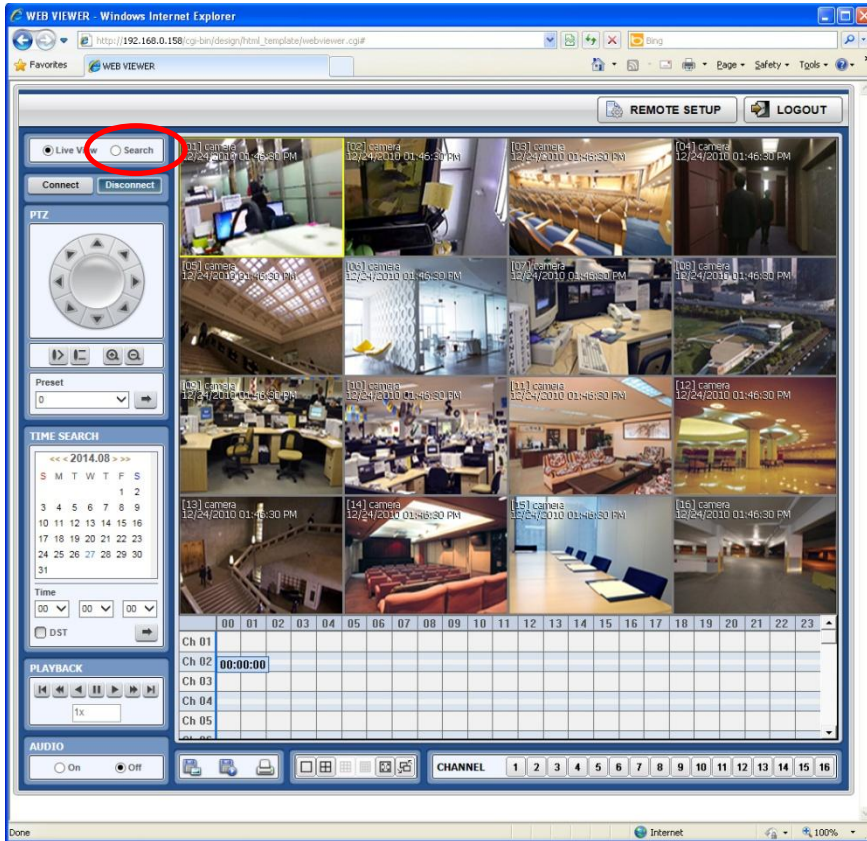 WEB VIEWER - Windows Internet Explorer
http://192.168.0.158/cgi-bin/design/html_template/webviewer.cgi#
Bing
Favorites WEB VIEWER Page Safety Tools
REMOTE SETUP LOGOUT
Live View Search
Connect Disconnect
PTZ
Preset
0
TIME SEARCH
<< < 2014.08 > >>
S M T W T F S
1 2
3 4 5 6 7 8 9
10 11 12 13 14 15 16
17 18 19 20 21 22 23
24 25 26 27 28 29 30
31
Time
00 00 00
DST
PLAYBACK
1x
AUDIO
On Off
[01] camera
12/24/2010 01:46:30 PM
[02] camera
12/24/2010 01:46:30 PM
[03] camera
12/24/2010 01:46:30 PM
[04] camera
12/24/2010 01:46:30 PM
[05] camera
12/24/2010 01:46:30 PM
[06] camera
12/24/2010 01:46:30 PM
[07] camera
12/24/2010 01:46:30 PM
[08] camera
12/24/2010 01:46:30 PM
[09] camera
12/24/2010 01:46:30 PM
[10] camera
12/24/2010 01:46:30 PM
[11] camera
12/24/2010 01:46:30 PM
[12] camera
12/24/2010 01:46:30 PM
[13] camera
12/24/2010 01:46:30 PM
[14] camera
12/24/2010 01:46:30 PM
[15] camera
12/24/2010 01:46:30 PM
[16] camera
12/24/2010 01:46:30 PM
00 01 02 03 04 05 06 07 08 09 10 11 12 13 14 15 16 17 18 19 20 21 22 23
Ch 01
Ch 02 00:00:00
Ch 03
Ch 04
Ch 05
Ch 06
CHANNEL 1 2 3 4 5 6 7 8 9 10 11 12 13 14 15 16
Done Internet 100%